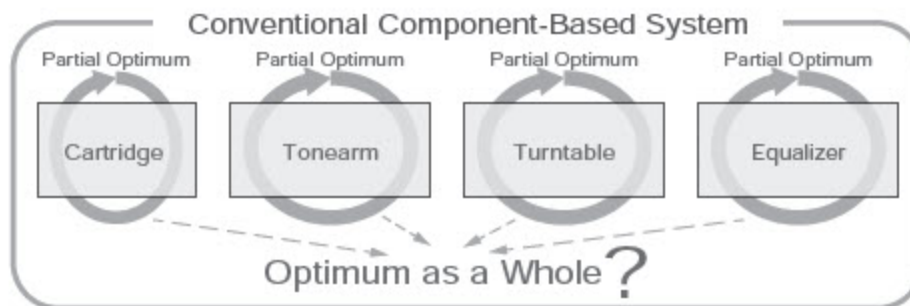 Conventional Component-Based System
Partial Optimum Partial Optimum Partial Optimum Partial Optimum
Cartridge Tonearm Turntable Equalizer
Optimum as a Whole ?